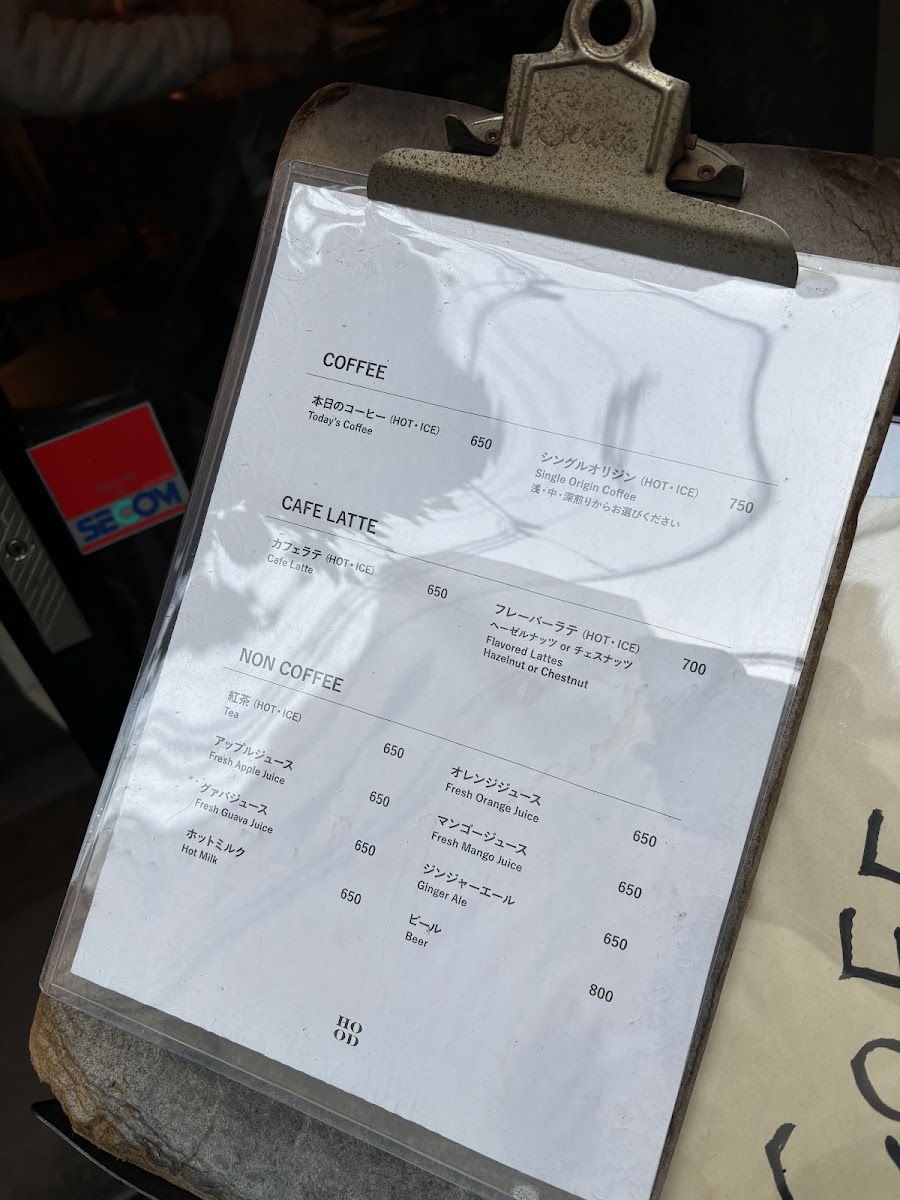 COFFEE
本日のコーヒー (HOT・ICE)
Today's Coffee
650
シングルオリジン (HOT・ICE)
Single Origin Coffee
浅・中・深煎りからお選びください
750
CAFE LATTE
カフェラテ (HOT・ICE)
Cafe Latte
650
フレーバーラテ (HOT・ICE)
ヘーゼルナッツ or チェスナッツ
Flavored Lattes
Hazelnut or Chestnut
700
NON COFFEE
紅茶 (HOT・ICE)
Tea
650
アップルジュース
Fresh Apple Juice
650
グァバジュース
Fresh Guava Juice
650
ホットミルク
Hot Milk
650
オレンジジュース
Fresh Orange Juice
650
マンゴージュース
Fresh Mango Juice
650
ジンジャーエール
Ginger Ale
650
ビール
Beer
800
HO
OD
SECOM